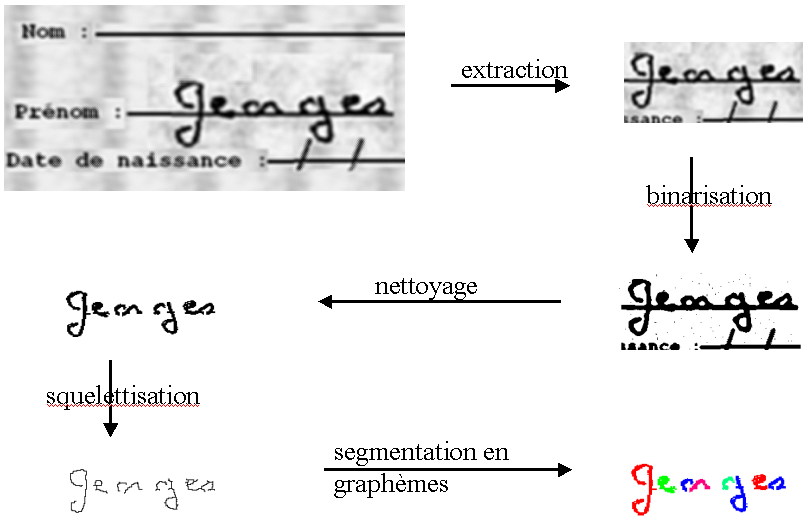 Nom :
Prénom : Georges
Date de naissance : / /
extraction
Georges
issance : / /
binarisation
Georges
issance : / /
nettoyage
Georges
squelettisation
Georges
segmentation en
graphèmes
Georges